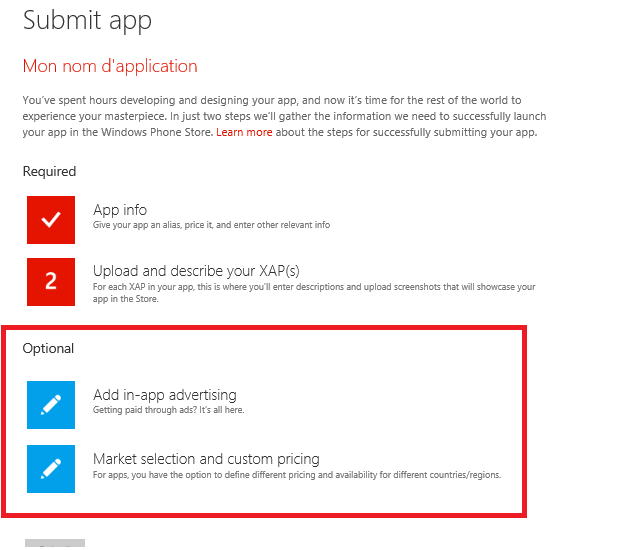 Submit app
Mon nom d'application
You've spent hours developing and designing your app, and now it's time for the rest of the world to
experience your masterpiece. In just two steps we'll gather the information we need to successfully launch
your app in the Windows Phone Store. Learn more about the steps for successfully submitting your app.
Required
App info
Give your app an alias, price it, and enter other relevant info
2
Upload and describe your XAP(s)
For each XAP in your app, this is where you'll enter descriptions and upload screenshots that will showcase your
app in the Store.
Optional
Add in-app advertising
Getting paid through ads? It's all here.
Market selection and custom pricing
For apps, you have the option to define different pricing and availability for different countries/regions.